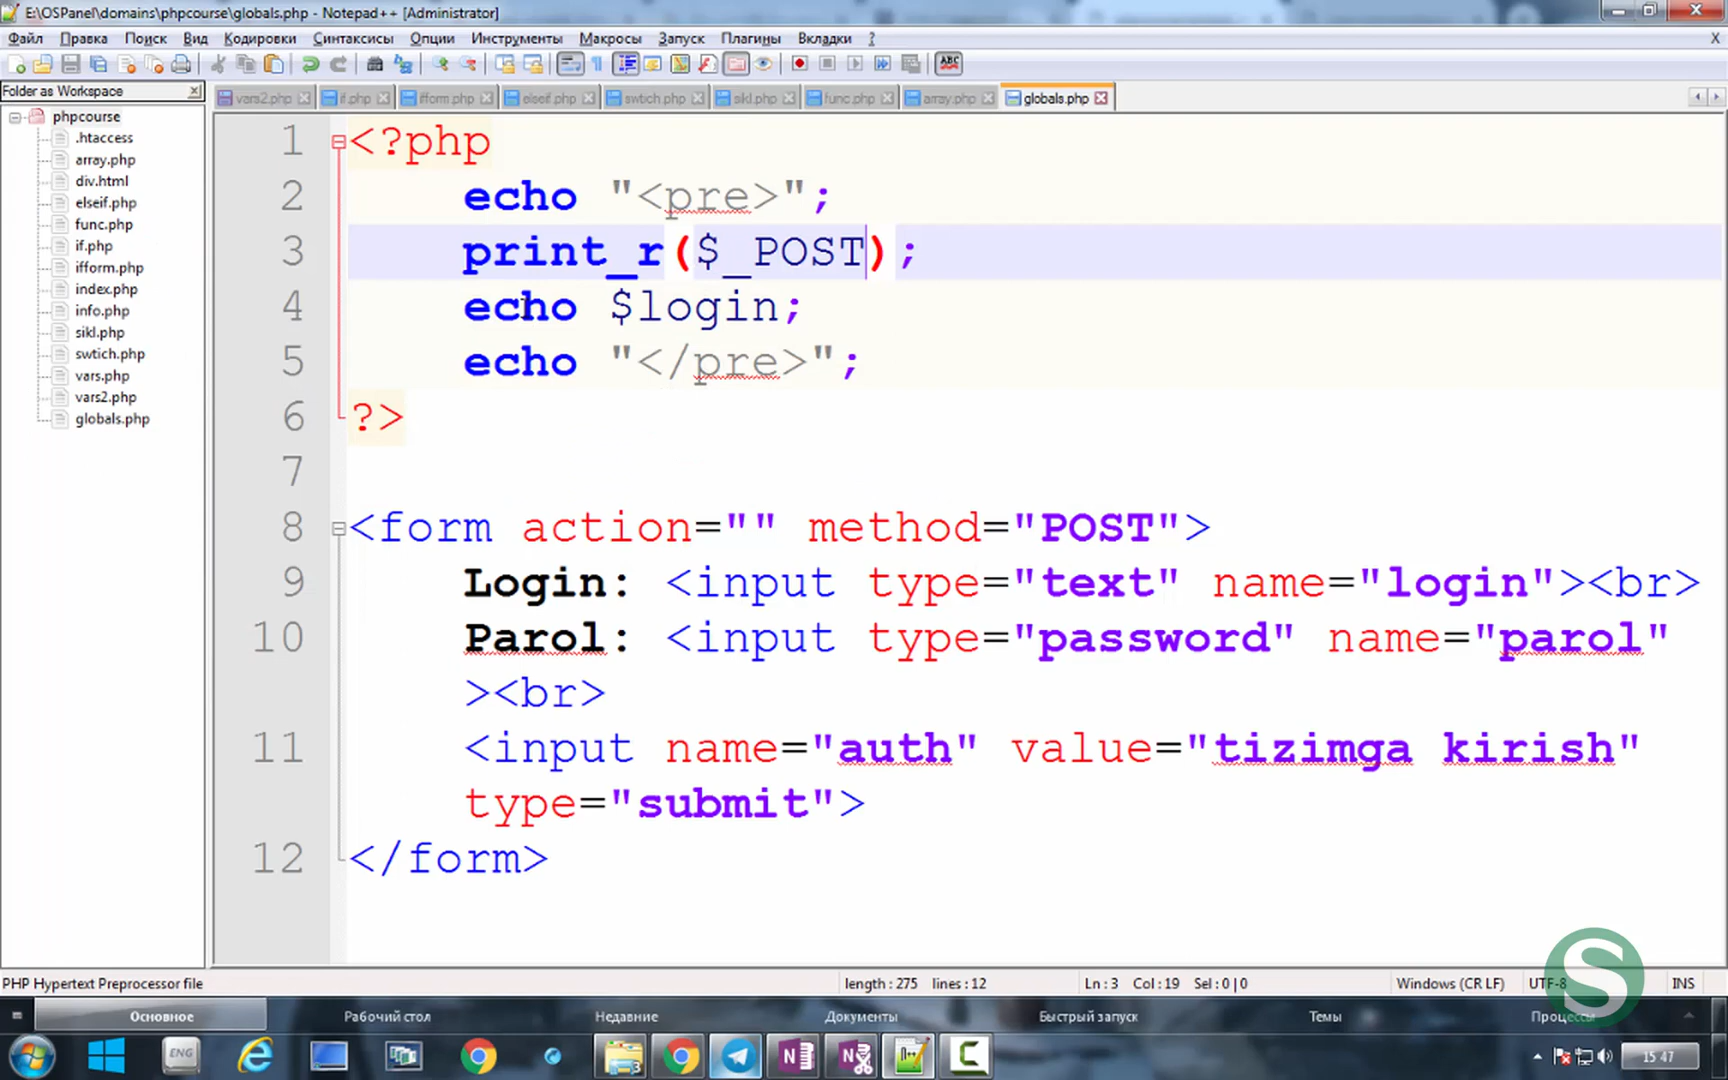 E:\OSPanel\domains\phpcourse\globals.php - Notepad++ [Administrator]
Файл Правка Поиск Вид Кодировки Синтаксисы Опции Инструменты Макросы Запуск Плагины Вкладки ? X
Folder as Workspace
vars2.php if.php ifform.php elseif.php swtich.php sikl.php func.php array.php globals.php
phpcourse
.htaccess
array.php
div.html
elseif.php
func.php
if.php
ifform.php
index.php
info.php
sikl.php
swtich.php
vars.php
vars2.php
globals.php
1 <?php
2 echo "<pre>";
3 print_r($_POST);
4 echo $login;
5 echo "</pre>";
6 ?>
7
8 <form action="" method="POST">
9 Login: <input type="text" name="login"><br>
10 Parol: <input type="password" name="parol"
><br>
11 <input name="auth" value="tizimga kirish"
type="submit">
12 </form>
PHP Hypertext Preprocessor file length : 275 lines : 12 Ln : 3 Col : 19 Sel : 0 | 0 Windows (CR LF) UTF-8 INS
Основное Рабочий стол Недавние Документы Быстрый запуск Темы Процессы
ENG 15 47